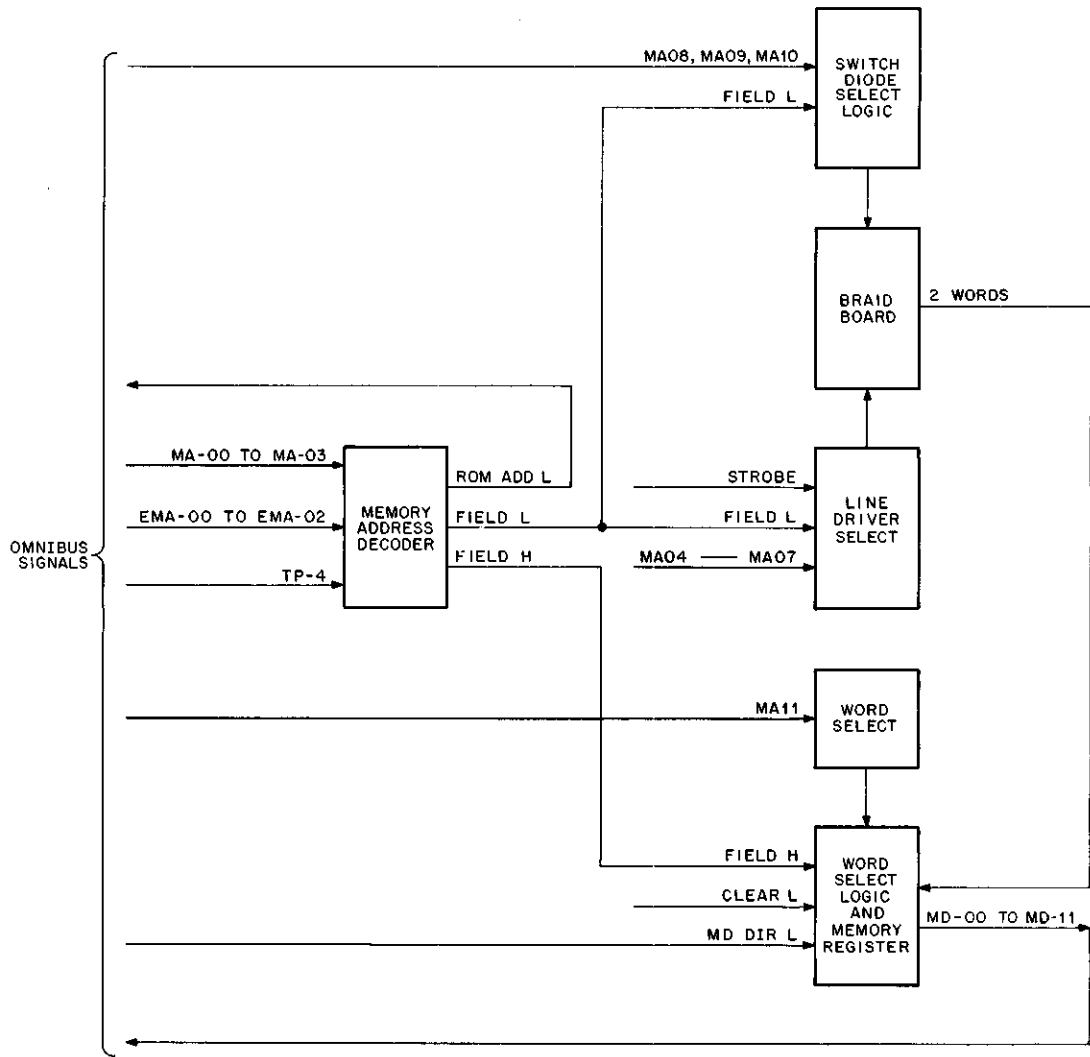 MA08, MA09, MA10
FIELD L
SWITCH
DIODE
SELECT
LOGIC
BRAID
BOARD
2 WORDS
MA-00 TO MA-03
EMA-00 TO EMA-02
TP-4
OMNIBUS
SIGNALS
MEMORY
ADDRESS
DECODER
ROM ADD L
FIELD L
FIELD H
STROBE
FIELD L
MA04 — MA07
LINE
DRIVER
SELECT
MA11
WORD
SELECT
FIELD H
CLEAR L
MD DIR L
WORD
SELECT
LOGIC
AND
MEMORY
REGISTER
MD-00 TO MD-11